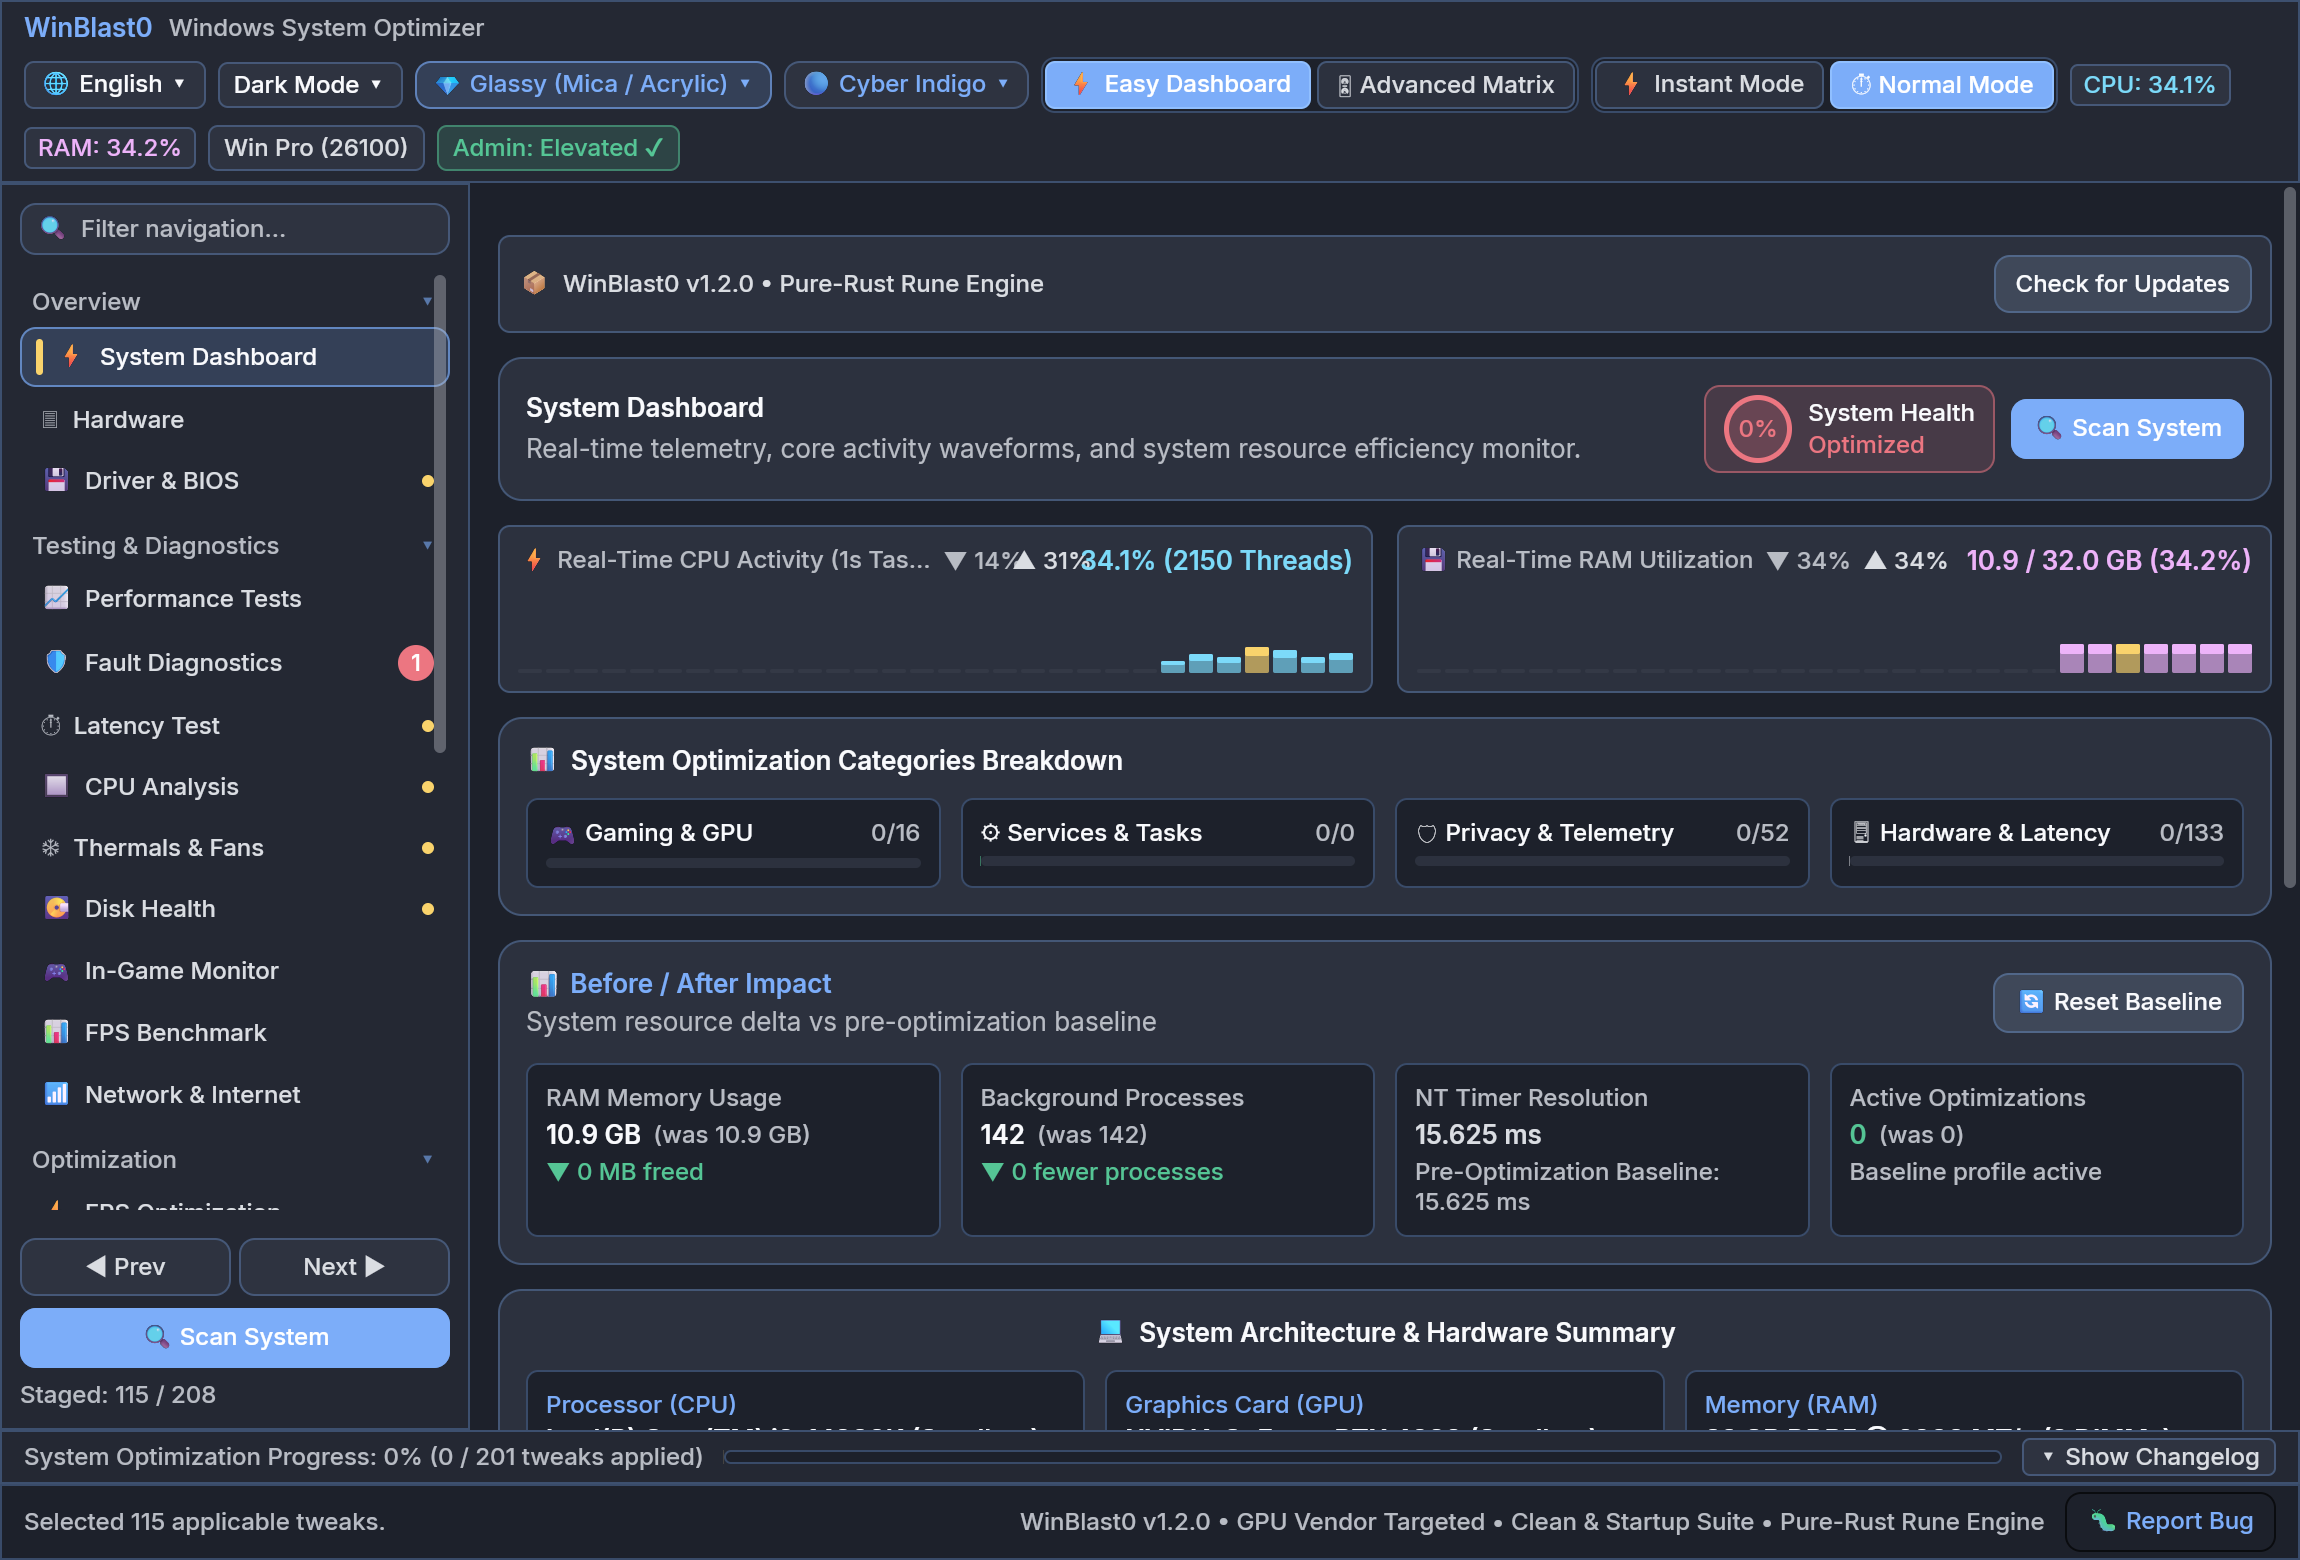 WinBlast0 Windows System Optimizer
English ▼ Dark Mode ▼ Glassy (Mica / Acrylic) ▼ Cyber Indigo ▼ Easy Dashboard Advanced Matrix Instant Mode Normal Mode CPU: 34.1%
RAM: 34.2% Win Pro (26100) Admin: Elevated ✓
Filter navigation...
Overview ▼
System Dashboard
Hardware
Driver & BIOS
Testing & Diagnostics ▼
Performance Tests
Fault Diagnostics 1
Latency Test
CPU Analysis
Thermals & Fans
Disk Health
In-Game Monitor
FPS Benchmark
Network & Internet
Optimization ▼
FPS Optimization
◀ Prev Next ▶
Scan System
Staged: 115 / 208
WinBlast0 v1.2.0 • Pure-Rust Rune Engine Check for Updates
System Dashboard
Real-time telemetry, core activity waveforms, and system resource efficiency monitor.
0% System Health
Optimized
Scan System
Real-Time CPU Activity (1s Tas... ▼ 14% ▲ 31% 34.1% (2150 Threads)
Real-Time RAM Utilization ▼ 34% ▲ 34% 10.9 / 32.0 GB (34.2%)
System Optimization Categories Breakdown
Gaming & GPU 0/16
Services & Tasks 0/0
Privacy & Telemetry 0/52
Hardware & Latency 0/133
Before / After Impact
System resource delta vs pre-optimization baseline
Reset Baseline
RAM Memory Usage
10.9 GB (was 10.9 GB)
▼ 0 MB freed
Background Processes
142 (was 142)
▼ 0 fewer processes
NT Timer Resolution
15.625 ms
Pre-Optimization Baseline:
15.625 ms
Active Optimizations
0 (was 0)
Baseline profile active
System Architecture & Hardware Summary
Processor (CPU)
Graphics Card (GPU)
Memory (RAM)
System Optimization Progress: 0% (0 / 201 tweaks applied) ▼ Show Changelog
Selected 115 applicable tweaks. WinBlast0 v1.2.0 • GPU Vendor Targeted • Clean & Startup Suite • Pure-Rust Rune Engine Report Bug